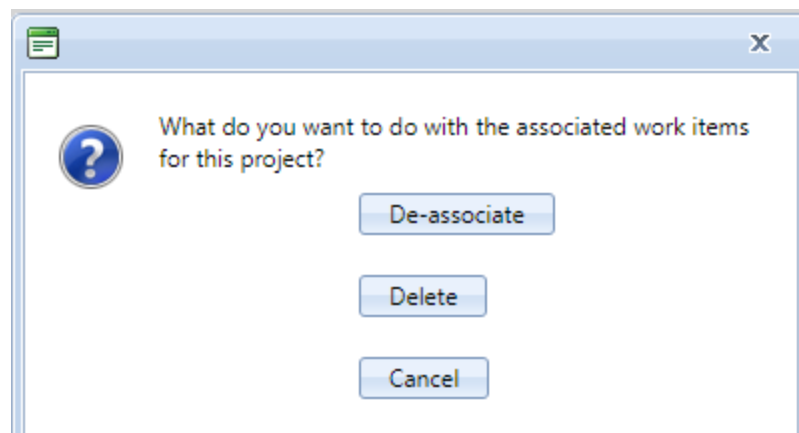 What do you want to do with the associated work items
for this project?
De-associate
Delete
Cancel